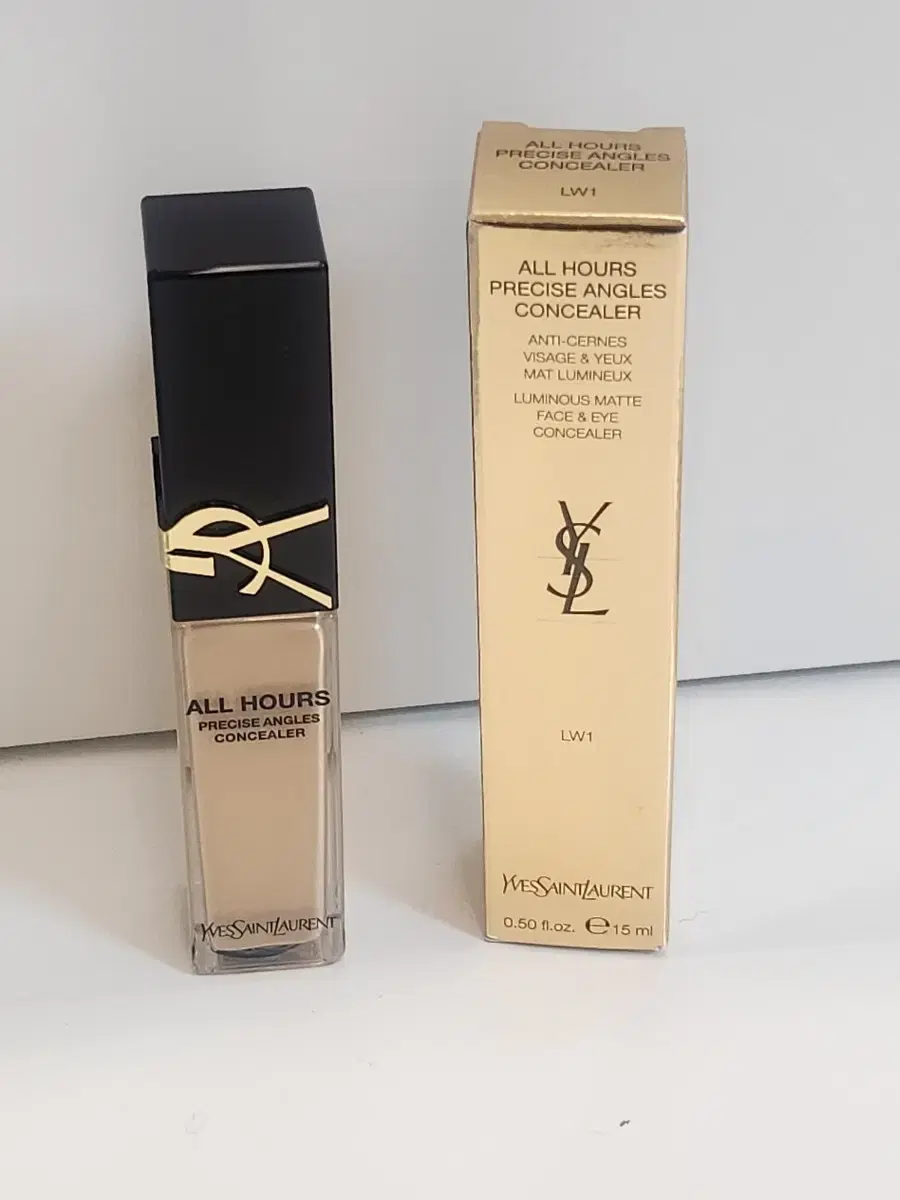 ALL HOURS
PRECISE ANGLES
CONCEALER
YVESSAINTLAURENT
ALL HOURS
PRECISE ANGLES
CONCEALER
LW1
ALL HOURS
PRECISE ANGLES
CONCEALER
ANTI-CERNES
VISAGE & YEUX
MAT LUMINEUX
LUMINOUS MATTE
FACE & EYE
CONCEALER
YSL
LW1
YVESSAINTLAURENT
0.50 fl.oz. ℮ 15 ml